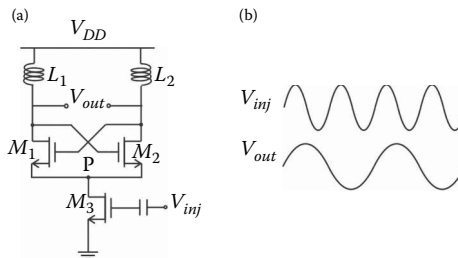 (a)
V_DD
L_1 L_2
V_out
M_1 P M_2
M_3 V_inj
(b)
V_inj
V_out